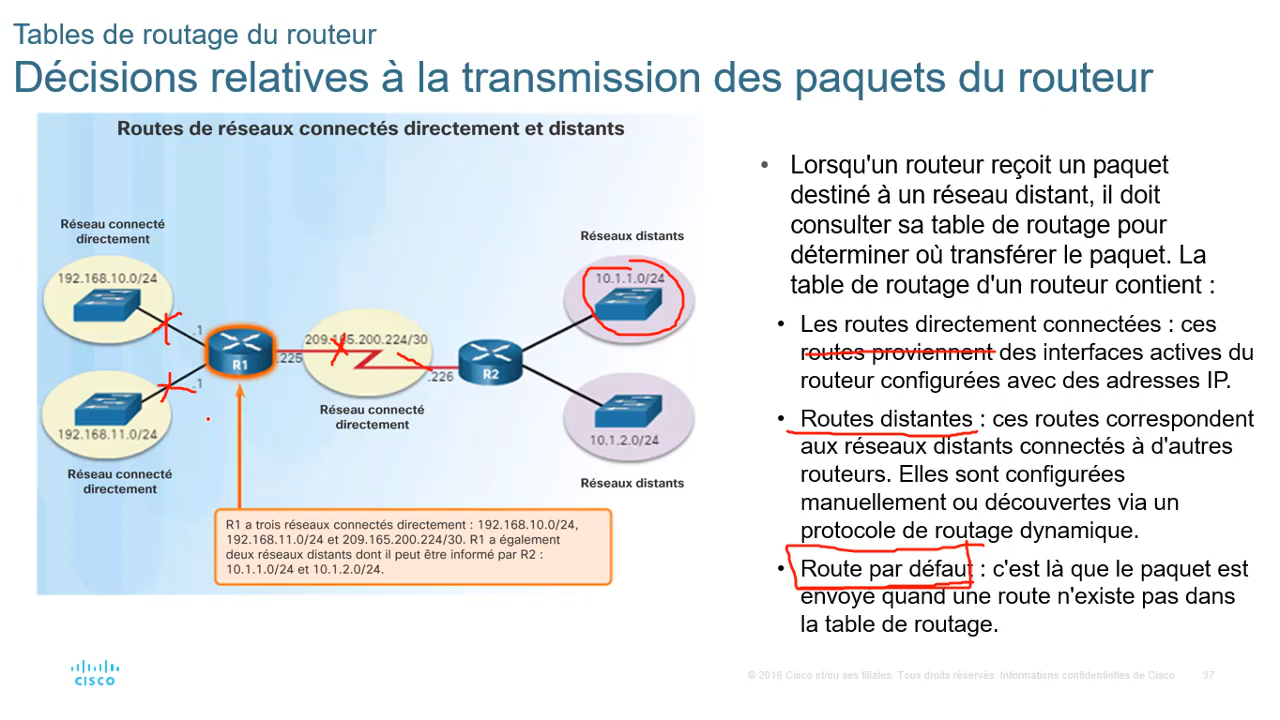 Tables de routage du routeur
Décisions relatives à la transmission des paquets du routeur
Routes de réseaux connectés directement et distants
Réseau connecté
directement
192.168.10.0/24
.1
R1
.1
192.168.11.0/24
Réseau connecté
directement
209.165.200.224/30
.225
.226
Réseau connecté
directement
R2
Réseaux distants
10.1.1.0/24
10.1.2.0/24
Réseaux distants
R1 a trois réseaux connectés directement : 192.168.10.0/24,
192.168.11.0/24 et 209.165.200.224/30. R1 a également
deux réseaux distants dont il peut être informé par R2 :
10.1.1.0/24 et 10.1.2.0/24.
• Lorsqu'un routeur reçoit un paquet
destiné à un réseau distant, il doit
consulter sa table de routage pour
déterminer où transférer le paquet. La
table de routage d'un routeur contient :
• Les routes directement connectées : ces
routes proviennent des interfaces actives du
routeur configurées avec des adresses IP.
• Routes distantes : ces routes correspondent
aux réseaux distants connectés à d'autres
routeurs. Elles sont configurées
manuellement ou découvertes via un
protocole de routage dynamique.
• Route par défaut : c'est là que le paquet est
envoyé quand une route n'existe pas dans
la table de routage.
CISCO
© 2016 Cisco et/ou ses filiales. Tous droits réservés. Informations confidentielles de Cisco
37